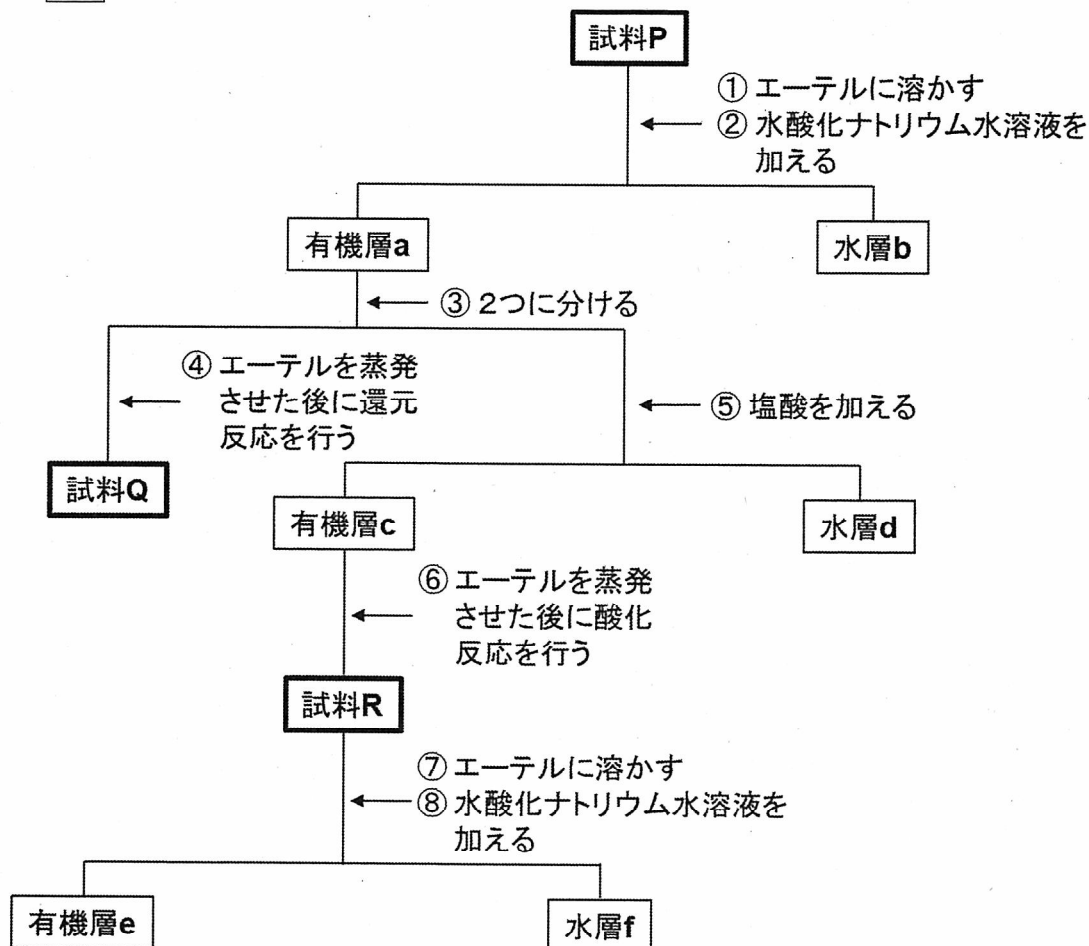 試料P
① エーテルに溶かす
② 水酸化ナトリウム水溶液を
加える
有機層a
水層b
③ 2つに分ける
④ エーテルを蒸発
させた後に還元
反応を行う
⑤ 塩酸を加える
試料Q
有機層c
水層d
⑥ エーテルを蒸発
させた後に酸化
反応を行う
試料R
⑦ エーテルに溶かす
⑧ 水酸化ナトリウム水溶液を
加える
有機層e
水層f